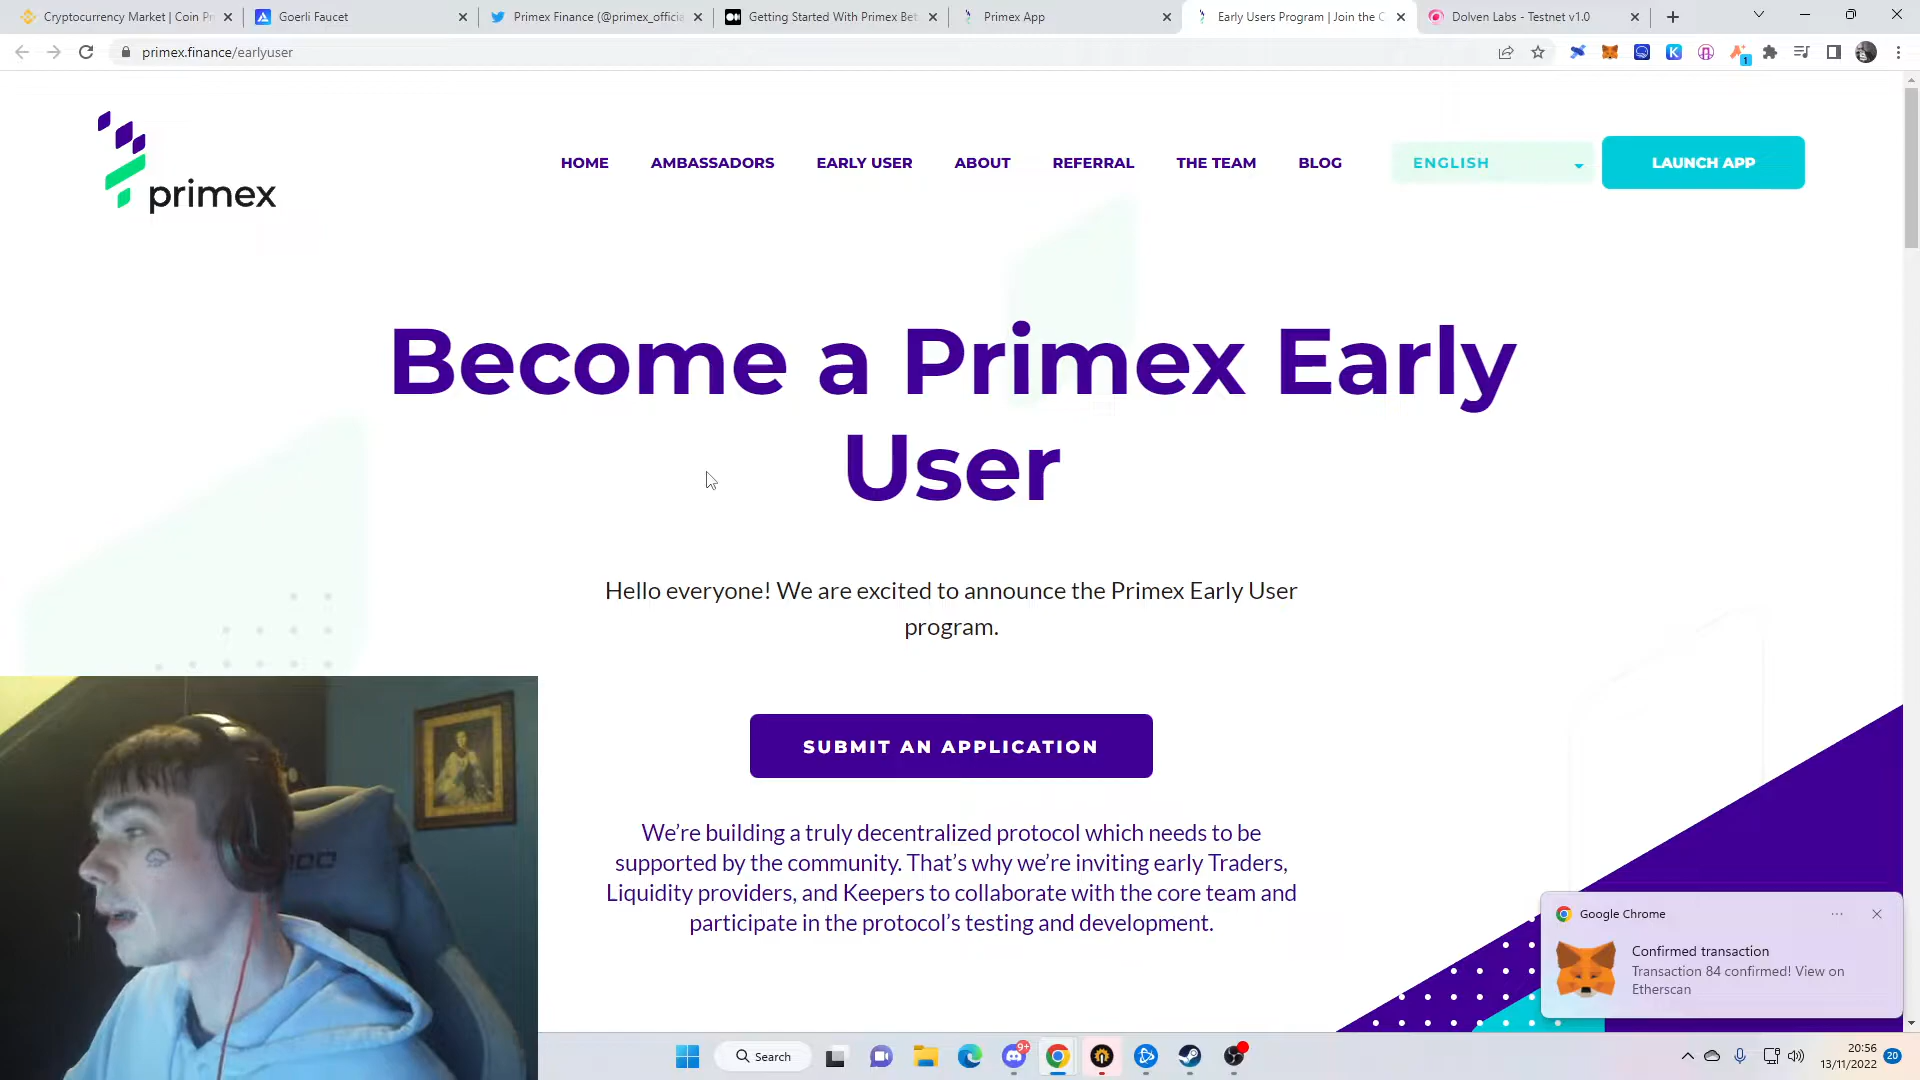 Cryptocurrency Market | Coin Pr
Goerli Faucet
Primex Finance (@primex_officia
Getting Started With Primex Bet
Primex App
Early Users Program | Join the C
Dolven Labs - Testnet v1.0
primex.finance/earlyuser
1
primex
HOME
AMBASSADORS
EARLY USER
ABOUT
REFERRAL
THE TEAM
BLOG
ENGLISH
LAUNCH APP
Become a Primex Early
User
Hello everyone! We are excited to announce the Primex Early User
program.
SUBMIT AN APPLICATION
We’re building a truly decentralized protocol which needs to be
supported by the community. That’s why we’re inviting early Traders,
Liquidity providers, and Keepers to collaborate with the core team and
participate in the protocol’s testing and development.
Google Chrome
Confirmed transaction
Transaction 84 confirmed! View on
Etherscan
Search
9+
20:56
13/11/2022
20